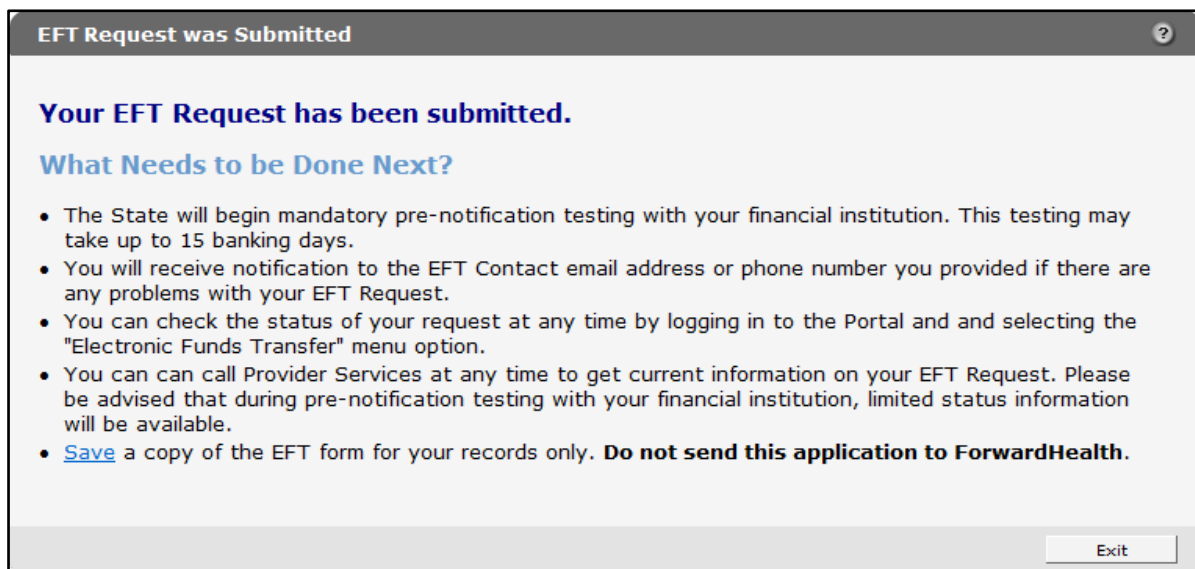 EFT Request was Submitted ?
Your EFT Request has been submitted.
What Needs to be Done Next?
• The State will begin mandatory pre-notification testing with your financial institution. This testing may
take up to 15 banking days.
• You will receive notification to the EFT Contact email address or phone number you provided if there are
any problems with your EFT Request.
• You can check the status of your request at any time by logging in to the Portal and and selecting the
"Electronic Funds Transfer" menu option.
• You can can call Provider Services at any time to get current information on your EFT Request. Please
be advised that during pre-notification testing with your financial institution, limited status information
will be available.
• Save a copy of the EFT form for your records only. Do not send this application to ForwardHealth.
Exit